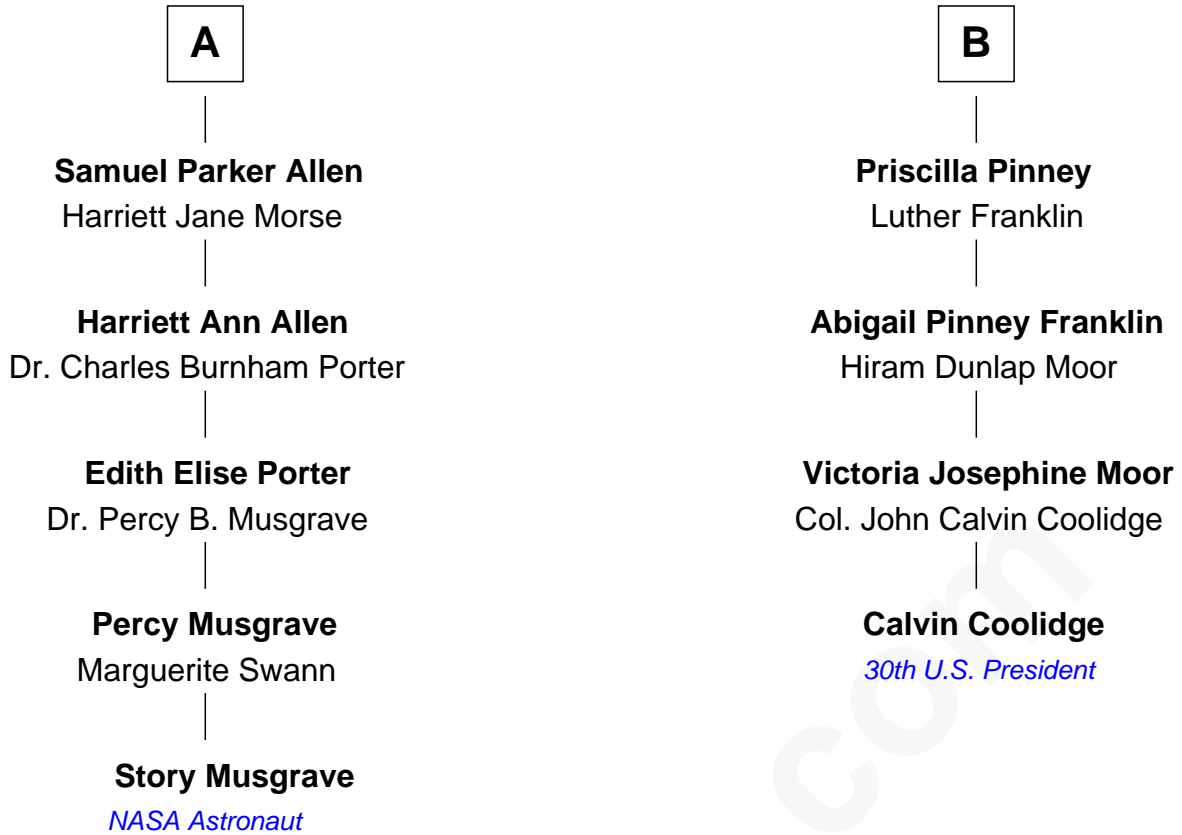 A
Samuel Parker Allen
Harriett Jane Morse
Harriett Ann Allen
Dr. Charles Burnham Porter
Edith Elise Porter
Dr. Percy B. Musgrave
Percy Musgrave
Marguerite Swann
Story Musgrave
NASA Astronaut
B
Priscilla Pinney
Luther Franklin
Abigail Pinney Franklin
Hiram Dunlap Moor
Victoria Josephine Moor
Col. John Calvin Coolidge
Calvin Coolidge
30th U.S. President
com